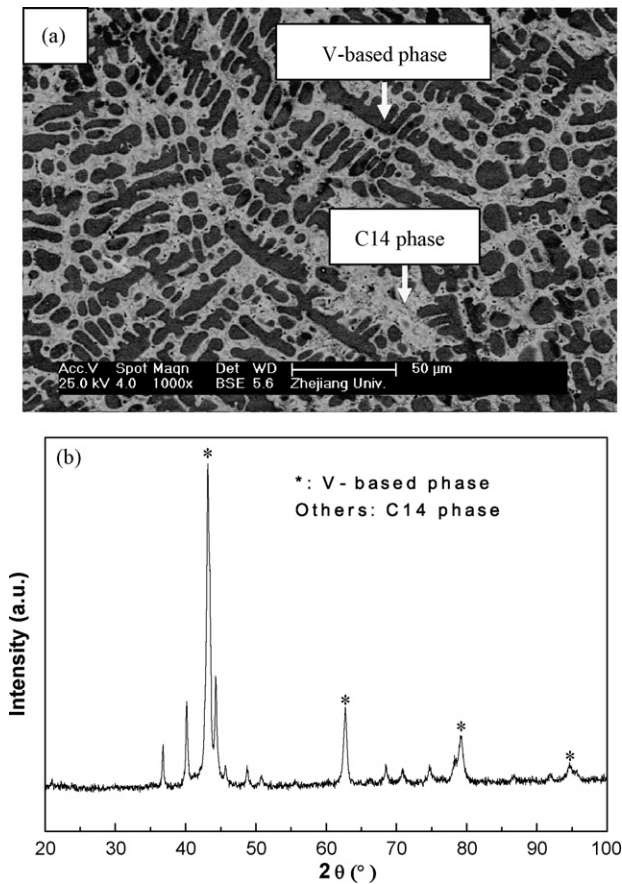 (a)
V-based phase
C14 phase
Acc.V Spot Magn Det WD 50 µm
25.0 kV 4.0 1000x BSE 5.6 Zhejiang Univ.
(b)
*
*: V-based phase
Others: C14 phase
*
*
*
Intensity (a.u.)
20 30 40 50 60 70 80 90 100
2θ(°)